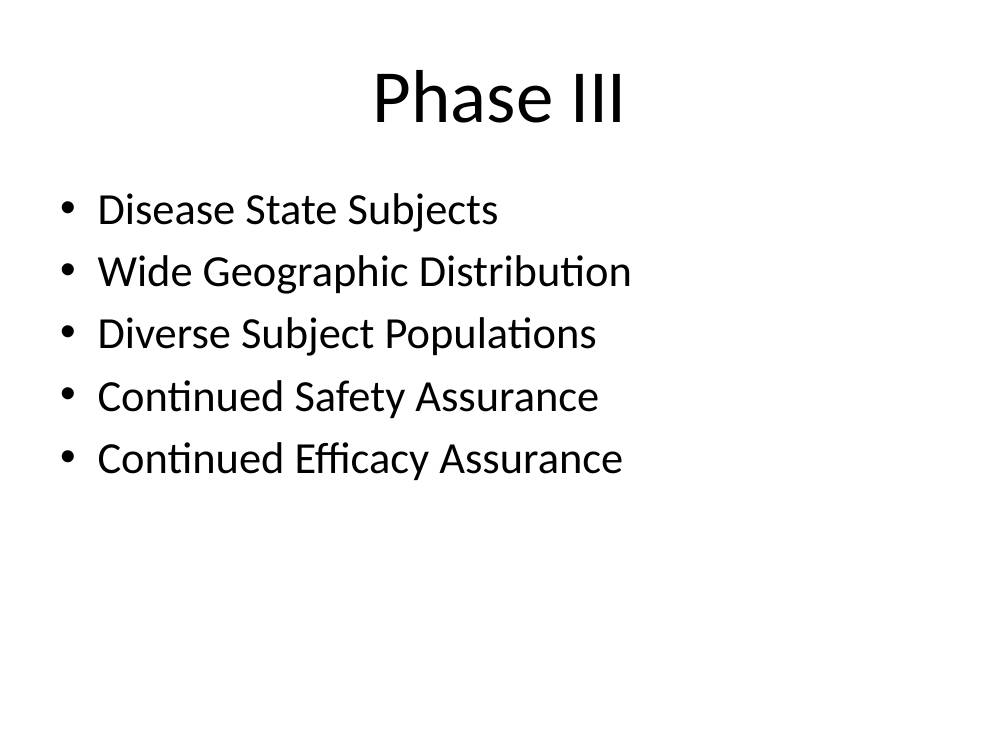 Phase III
• Disease State Subjects
• Wide Geographic Distribution
• Diverse Subject Populations
• Continued Safety Assurance
• Continued Efficacy Assurance